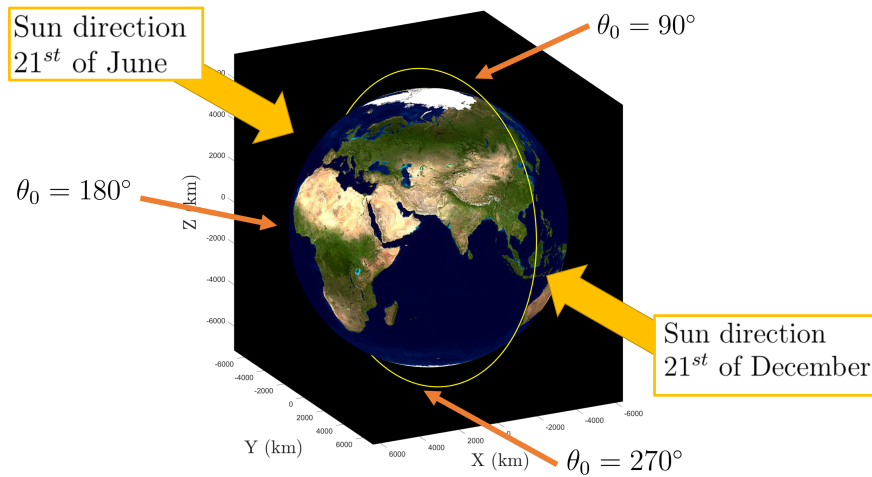 Sun direction
21st of June
θ₀ = 90°
θ₀ = 180°
Z (km)
4000
2000
0
-2000
-4000
-6000
Sun direction
21st of December
-6000
-4000
-2000
0
2000
4000
6000
Y (km)
6000
4000
2000
0
-2000
-4000
-6000
X (km)
θ₀ = 270°